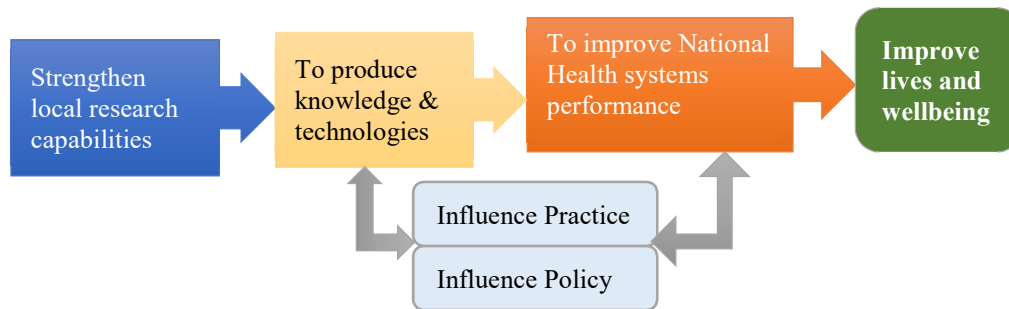 Strengthen
local research
capabilities
To produce
knowledge &
technologies
To improve National
Health systems
performance
Improve
lives and
wellbeing
Influence Practice
Influence Policy